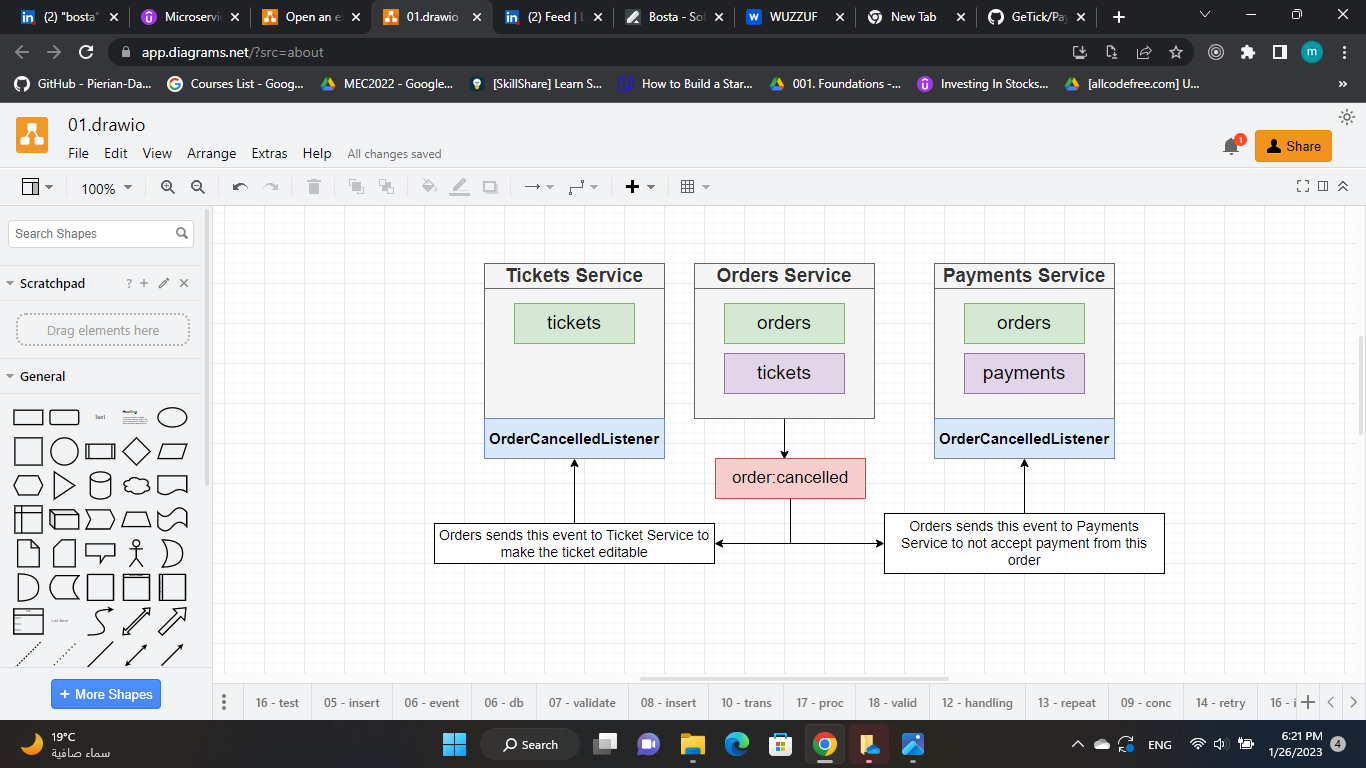 (2) "bosta"
Microservi
Open an e
01.drawio
(2) Feed | L
Bosta - Sof
WUZZUF
New Tab
GeTick/Pay
app.diagrams.net/?src=about
m
GitHub - Pierian-Da...
Courses List - Goog...
MEC2022 - Google...
[SkillShare] Learn S...
How to Build a Star...
001. Foundations -...
Investing In Stocks...
[allcodefree.com] U...
01.drawio
File Edit View Arrange Extras Help All changes saved
1
Share
100%
Search Shapes
Scratchpad
Drag elements here
General
Text
Heading
More Shapes
Tickets Service
tickets
OrderCancelledListener
Orders Service
orders
tickets
order:cancelled
Payments Service
orders
payments
OrderCancelledListener
Orders sends this event to Ticket Service to
make the ticket editable
Orders sends this event to Payments
Service to not accept payment from this
order
16 - test
05 - insert
06 - event
06 - db
07 - validate
08 - insert
10 - trans
17 - proc
18 - valid
12 - handling
13 - repeat
09 - conc
14 - retry
16 - i
19°C
سماء صافية
Search
ENG
6:21 PM
1/26/2023
4